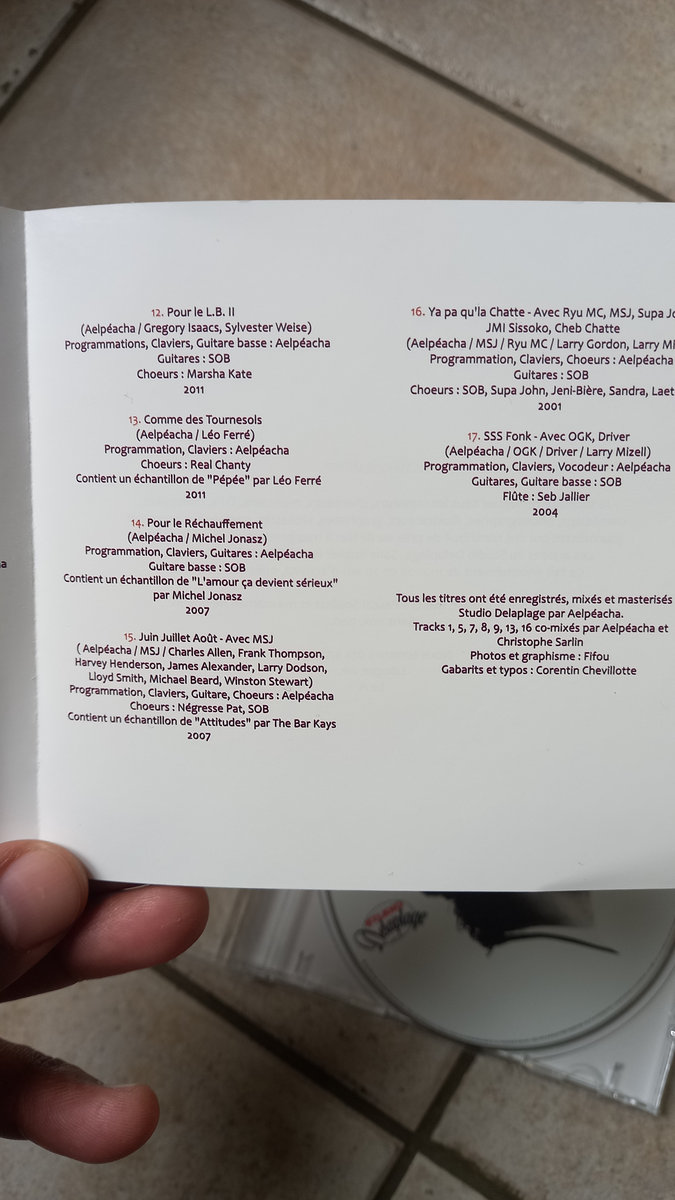 12. Pour le L.B. II
(Aelpéacha / Gregory Isaacs, Sylvester Weise)
Programmations, Claviers, Guitare basse : Aelpéacha
Guitares : SOB
Choeurs : Marsha Kate
2011
13. Comme des Tournesols
(Aelpéacha / Léo Ferré)
Programmation, Claviers : Aelpéacha
Choeurs : Real Chanty
Contient un échantillon de "Pépée" par Léo Ferré
2011
14. Pour le Réchauffement
(Aelpéacha / Michel Jonasz)
Programmation, Claviers, Guitares : Aelpéacha
Guitare basse : SOB
Contient un échantillon de "L'amour ça devient sérieux"
par Michel Jonasz
2007
15. Juin Juillet Août - Avec MSJ
( Aelpéacha / MSJ / Charles Allen, Frank Thompson,
Harvey Henderson, James Alexander, Larry Dodson,
Lloyd Smith, Michael Beard, Winston Stewart)
Programmation, Claviers, Guitare, Choeurs : Aelpéacha
Choeurs : Négresse Pat, SOB
Contient un échantillon de "Attitudes" par The Bar Kays
2007
16. Ya pa qu'la Chatte - Avec Ryu MC, MSJ, Supa
JMI Sissoko, Cheb Chatte
(Aelpéacha / MSJ / Ryu MC / Larry Gordon, Larry
Programmation, Claviers, Choeurs : Aelpéacha
Guitares : SOB
Choeurs : SOB, Supa John, Jeni-Bière, Sandra,
2001
17. SSS Fonk - Avec OGK, Driver
(Aelpéacha / OGK / Driver / Larry Mizell)
Programmation, Claviers, Vocodeur : Aelpéacha
Guitares, Guitare basse : SOB
Flûte : Seb Jallier
2004
Tous les titres ont été enregistrés, mixés et masterisés
Studio Delaplage par Aelpéacha.
Tracks 1, 5, 7, 8, 9, 13, 16 co-mixés par Aelpéacha et
Christophe Sarlin
Photos et graphisme : Fifou
Gabarits et typos : Corentin Chevillotte